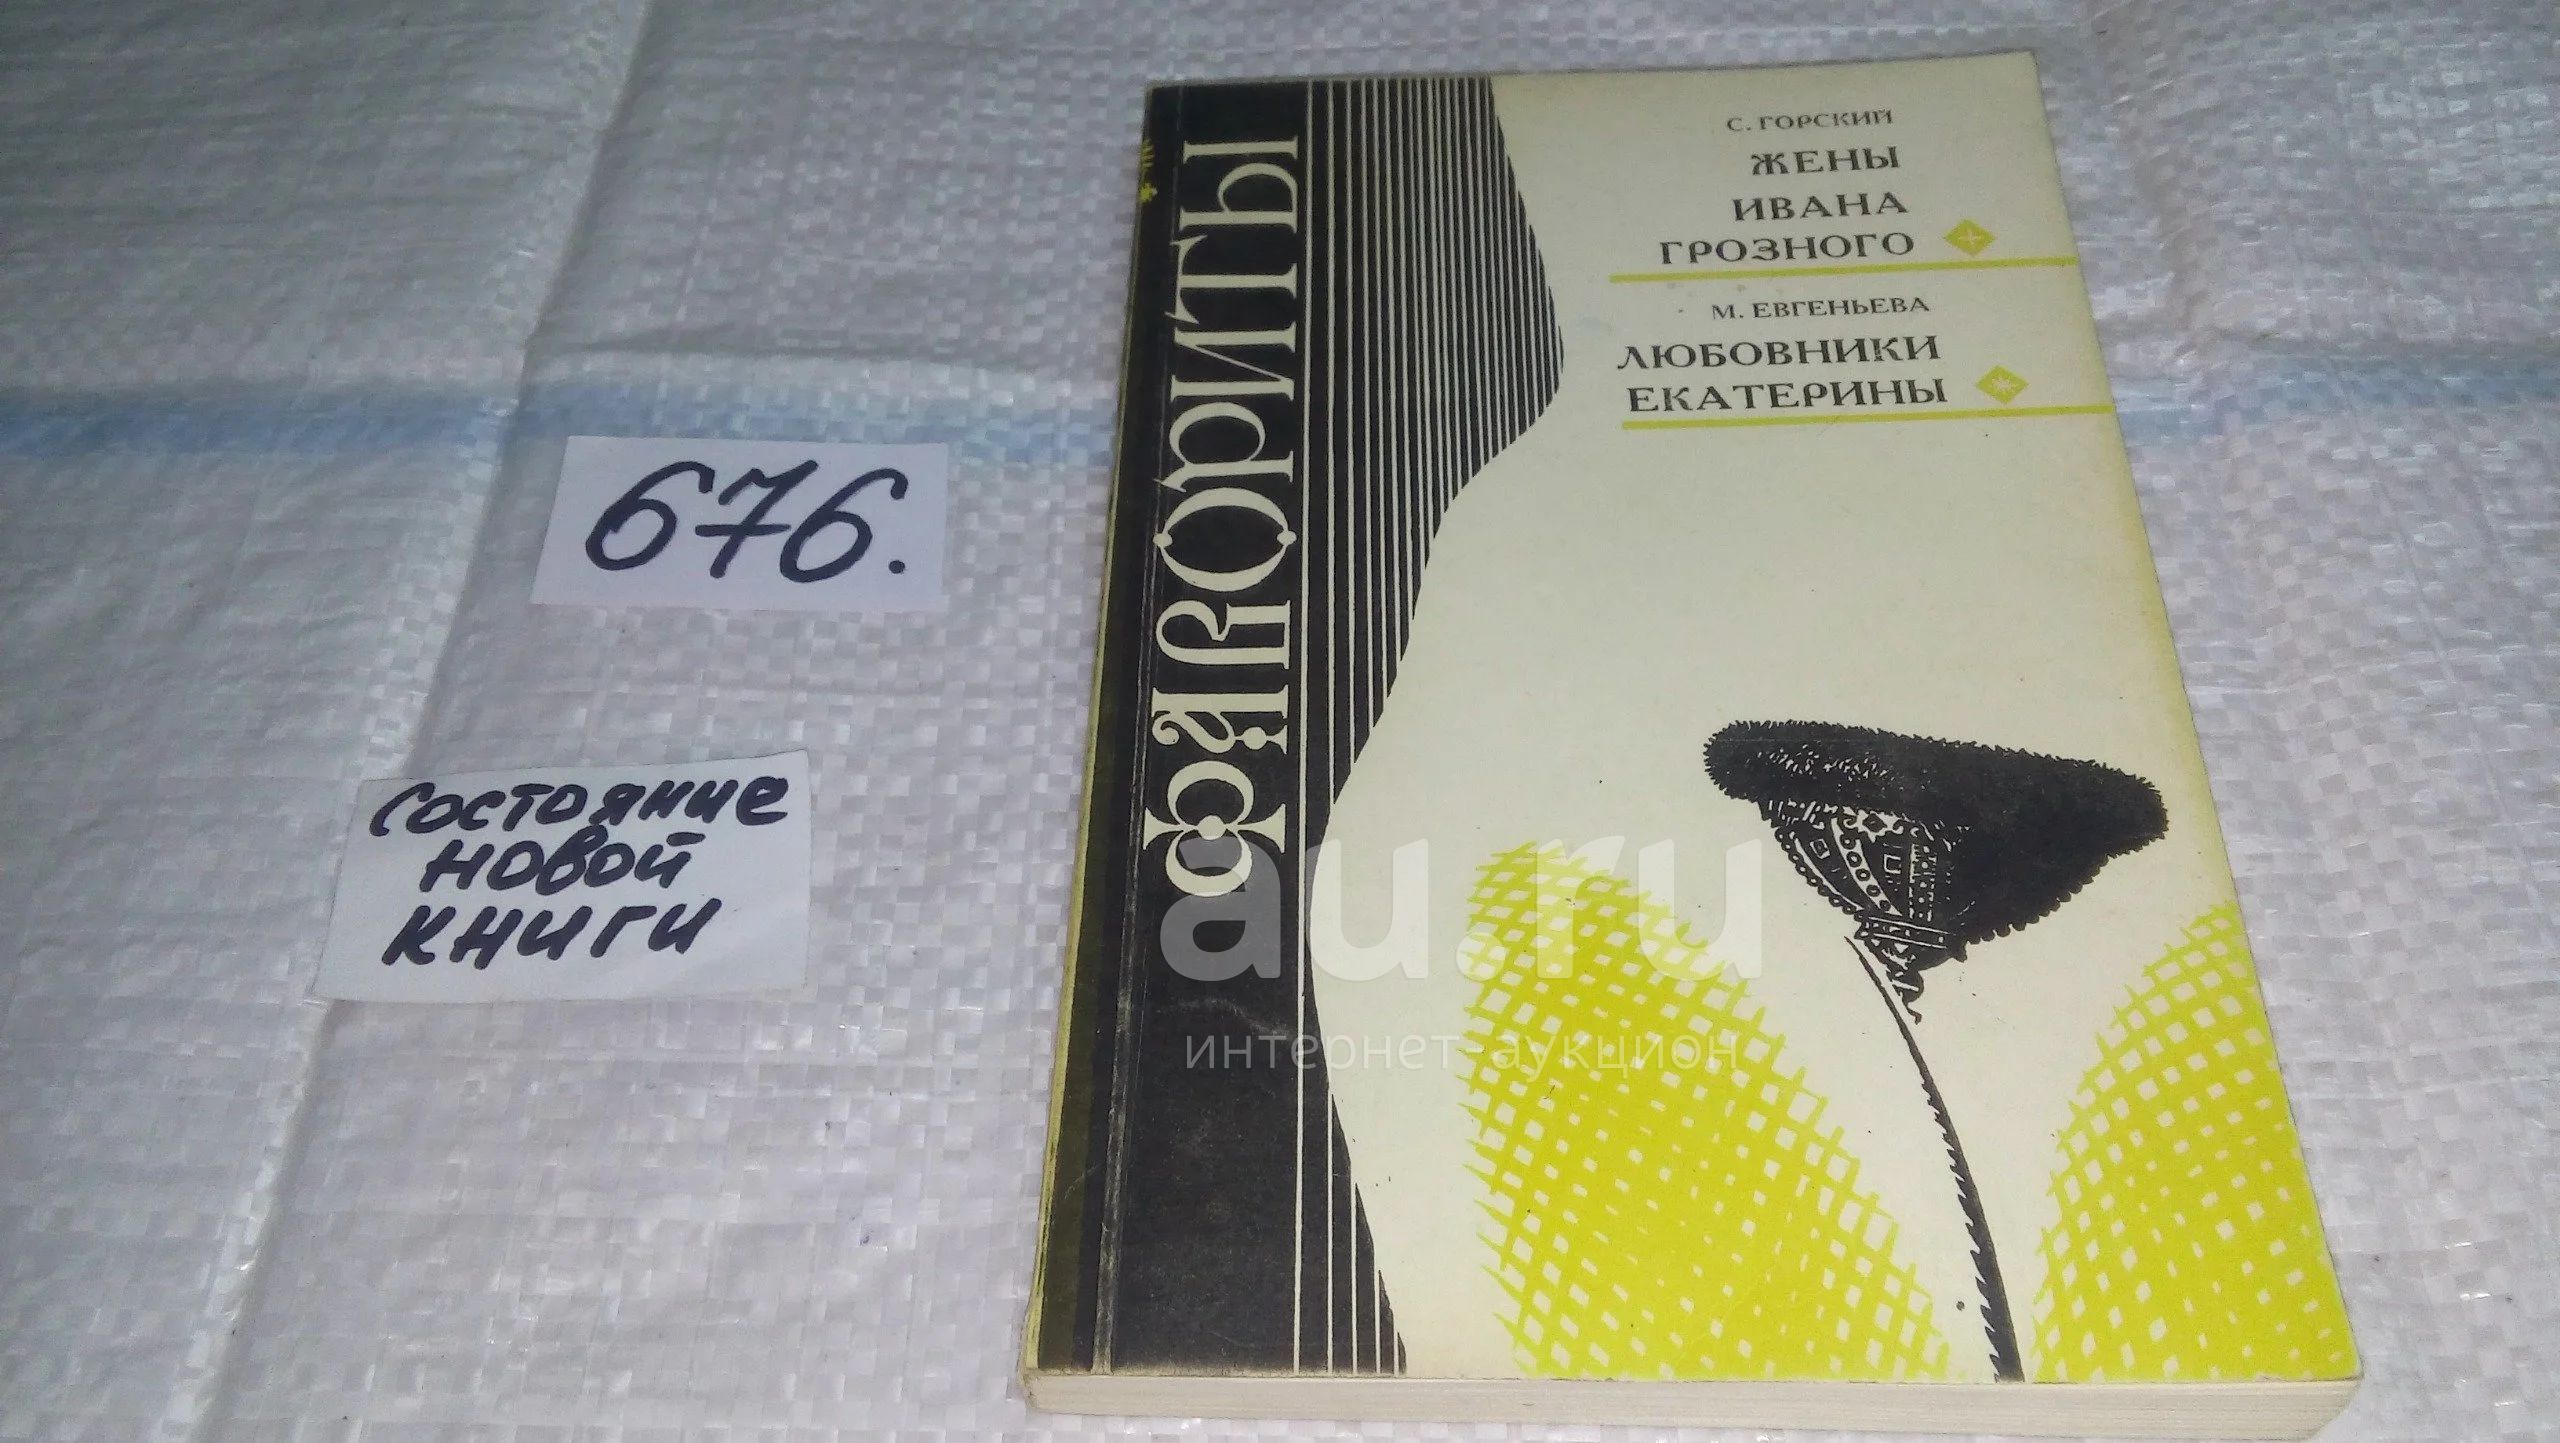 676.
состояние
новой
книги
Фавориты
С. ГОРСКИЙ
ЖЕНЫ
ИВАНА
ГРОЗНОГО
М. ЕВГЕНЬЕВА
ЛЮБОВНИКИ
ЕКАТЕРИНЫ
au.ru
интернет-аукцион